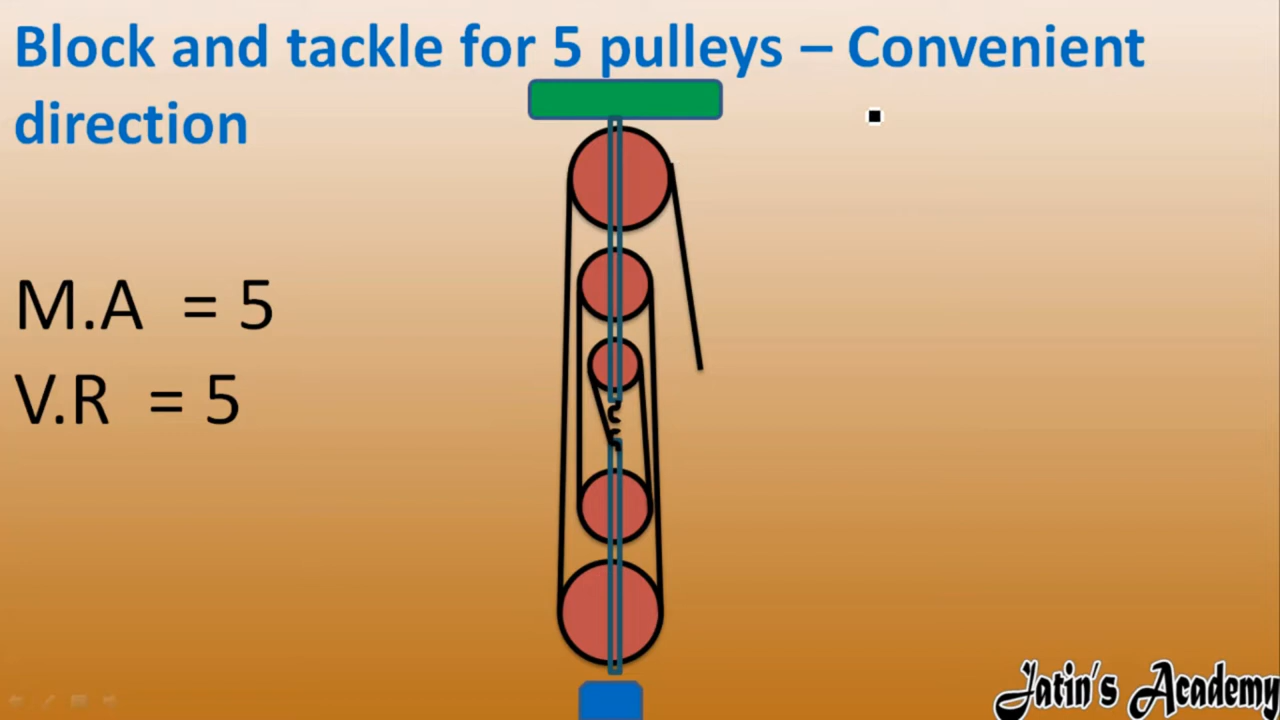 Block and tackle for 5 pulleys – Convenient
direction
M.A = 5
V.R = 5
Jatin's Academy